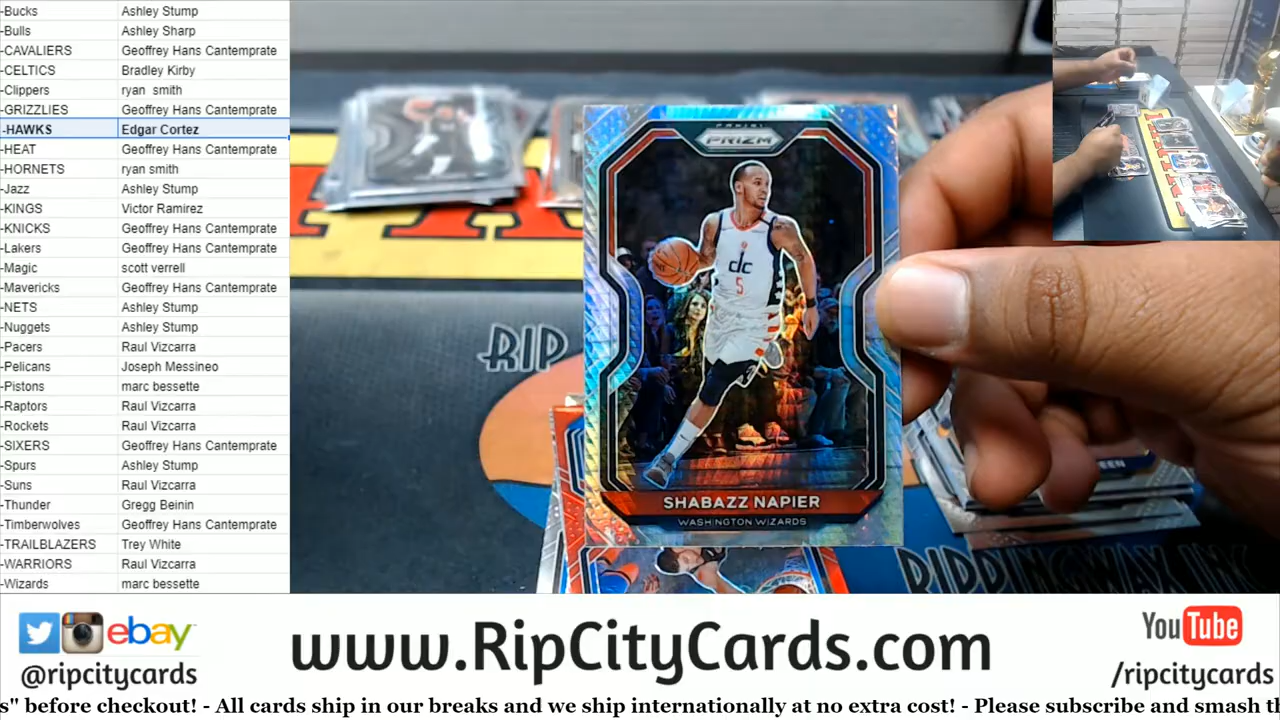 -Bucks Ashley Stump
-Bulls Ashley Sharp
-CAVALIERS Geoffrey Hans Cantemprate
-CELTICS Bradley Kirby
-Clippers ryan smith
-GRIZZLIES Geoffrey Hans Cantemprate
-HAWKS Edgar Cortez
-HEAT Geoffrey Hans Cantemprate
-HORNETS ryan smith
-Jazz Ashley Stump
-KINGS Victor Ramirez
-KNICKS Geoffrey Hans Cantemprate
-Lakers Geoffrey Hans Cantemprate
-Magic scott verrell
-Mavericks Geoffrey Hans Cantemprate
-NETS Ashley Stump
-Nuggets Ashley Stump
-Pacers Raul Vizcarra
-Pelicans Joseph Messineo
-Pistons marc bessette
-Raptors Raul Vizcarra
-Rockets Raul Vizcarra
-SIXERS Geoffrey Hans Cantemprate
-Spurs Ashley Stump
-Suns Raul Vizcarra
-Thunder Gregg Beinin
-Timberwolves Geoffrey Hans Cantemprate
-TRAILBLAZERS Trey White
-WARRIORS Raul Vizcarra
-Wizards marc bessette
PANINI
PRIZM
dc
5
SHABAZZ NAPIER
WASHINGTON WIZARDS
RIP
RIPPINGWAX INC
ebay
@ripcitycards
www.RipCityCards.com
YouTube
/ripcitycards
s" before checkout! - All cards ship in our breaks and we ship internationally at no extra cost! - Please subscribe and smash th